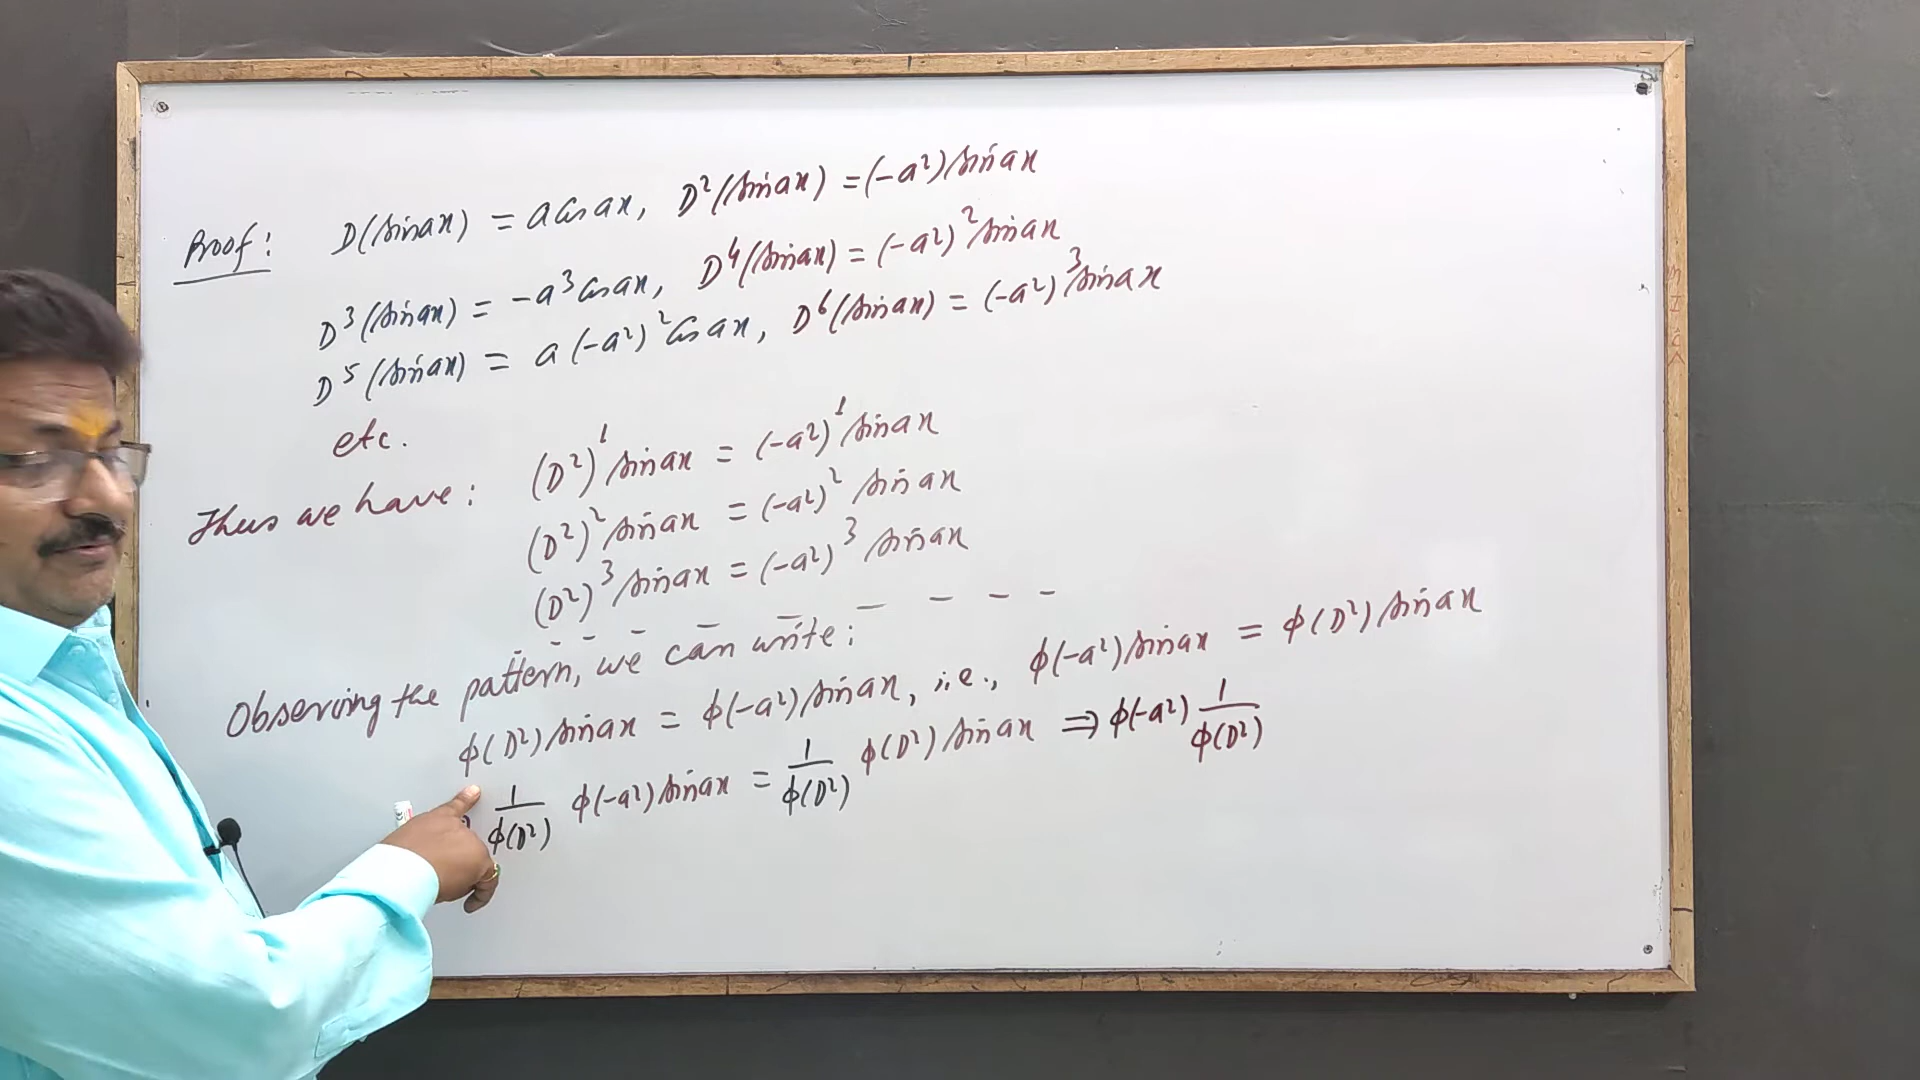 Proof: D(sin ax) = a cos ax, D²(sin ax) = (-a²) sin ax
D³(sin ax) = -a³ cos ax, D⁴(sin ax) = (-a²)² sin ax
D⁵(sin ax) = a(-a²)² cos ax, D⁶(sin ax) = (-a²)³ sin ax
etc.
Thus we have: (D²)¹ sin ax = (-a²)¹ sin ax
(D²)² sin ax = (-a²)² sin ax
(D²)³ sin ax = (-a²)³ sin ax
- - - - - - - - -
Observing the pattern, we can write:
ϕ(D²) sin ax = ϕ(-a²) sin ax, i.e., ϕ(-a²) sin ax = ϕ(D²) sin ax
1/ϕ(D²) ϕ(-a²) sin ax = 1/ϕ(D²) ϕ(D²) sin ax ⇒ ϕ(-a²) 1/ϕ(D²)